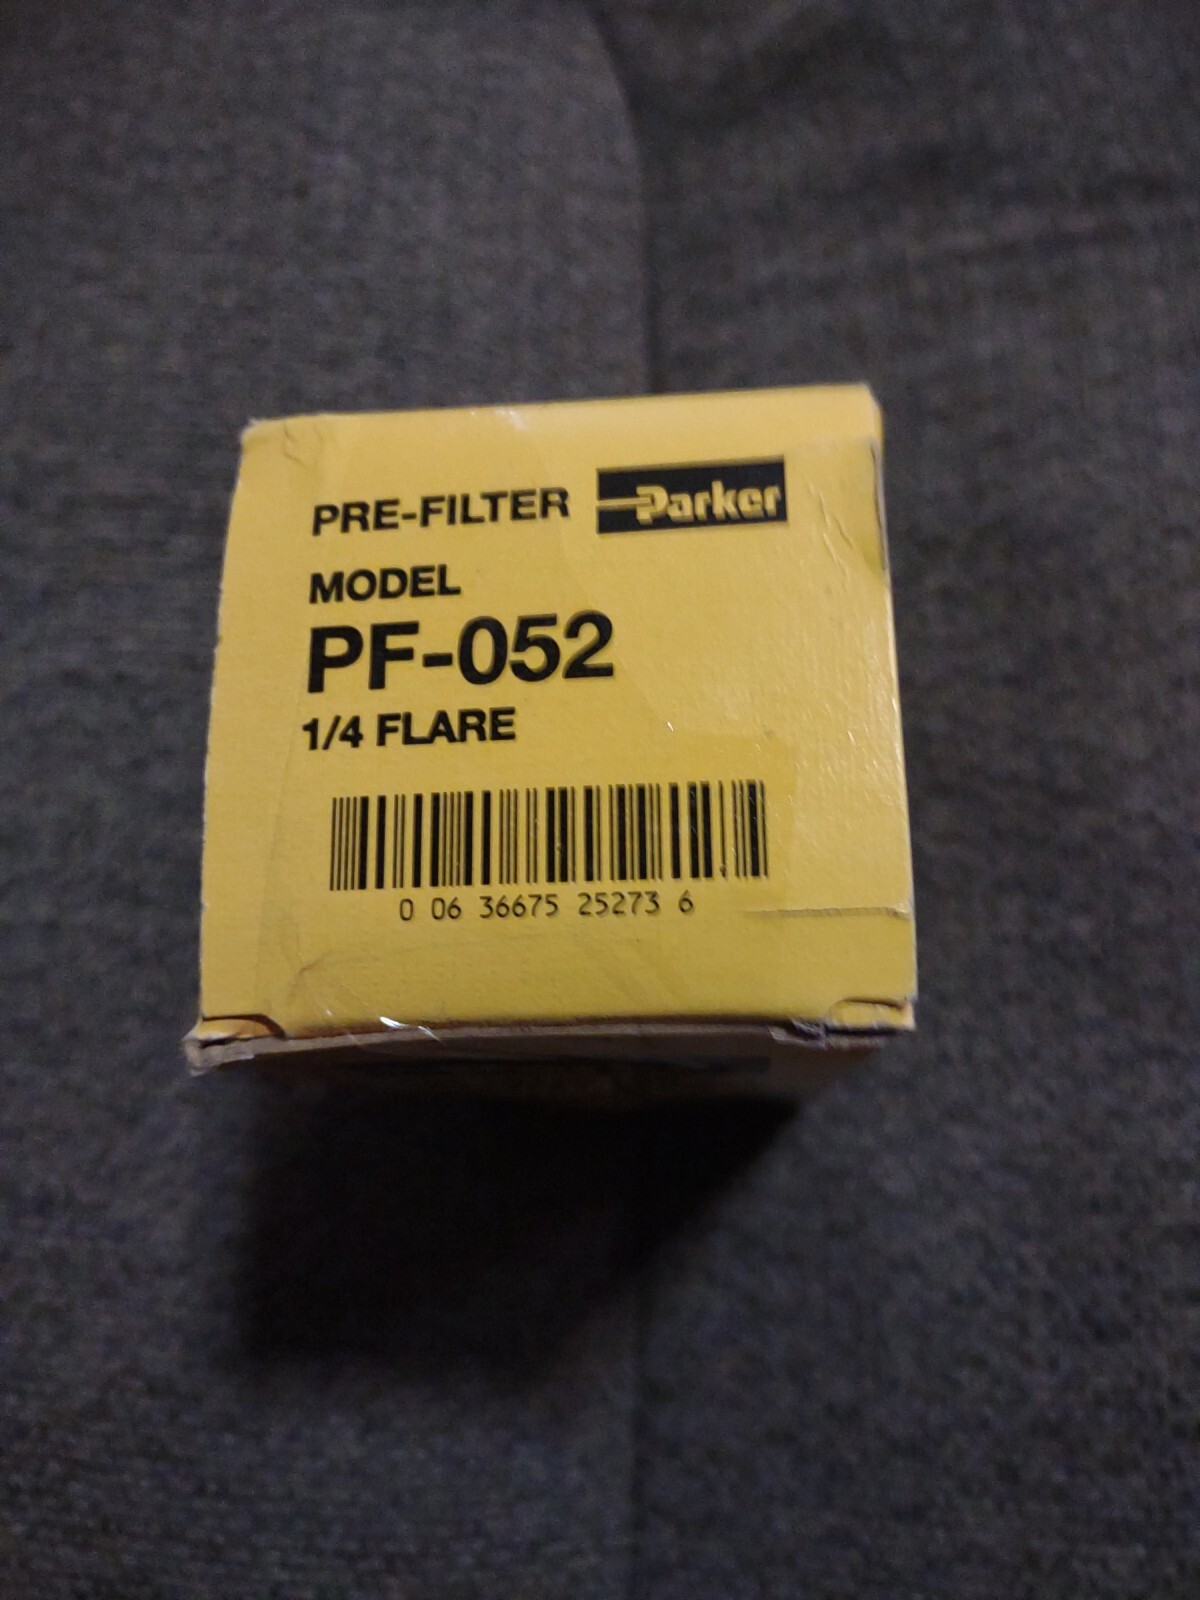 PRE-FILTER Parker
MODEL
PF-052
1/4 FLARE
0 06 36675 25273 6